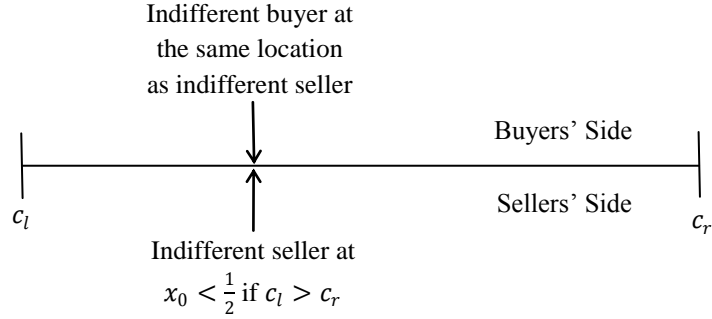 Indifferent buyer at
the same location
as indifferent seller
Buyers’ Side
Sellers’ Side
c_l
c_r
Indifferent seller at
x_0 < 1/2 if c_l > c_r